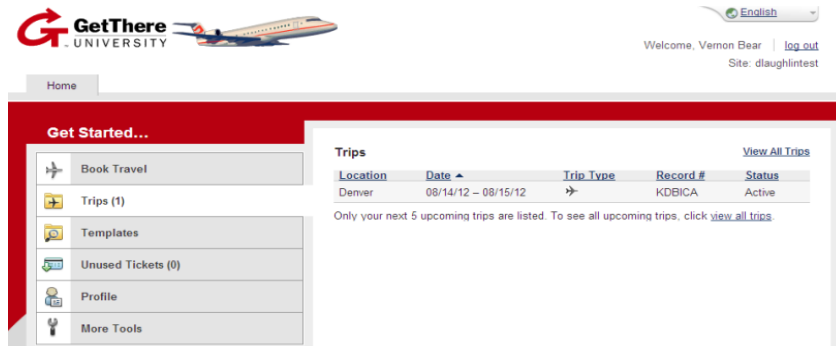 English
GetThere
UNIVERSITY
Welcome, Vernon Bear log out
Site: dlaughlintest
Home
Get Started...
Book Travel
Trips (1)
Templates
Unused Tickets (0)
Profile
More Tools
Trips View All Trips
Location Date Trip Type Record # Status
Denver 08/14/12 – 08/15/12 KDBICA Active
Only your next 5 upcoming trips are listed. To see all upcoming trips, click view all trips.